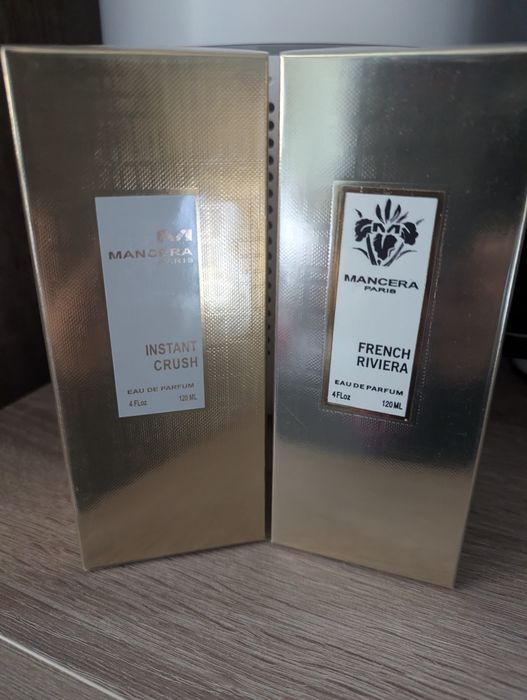 MANCERA
PARIS
INSTANT
CRUSH
EAU DE PARFUM
4 FLoz 120 ML
MANCERA
PARIS
FRENCH
RIVIERA
EAU DE PARFUM
4 FLoz 120 ML